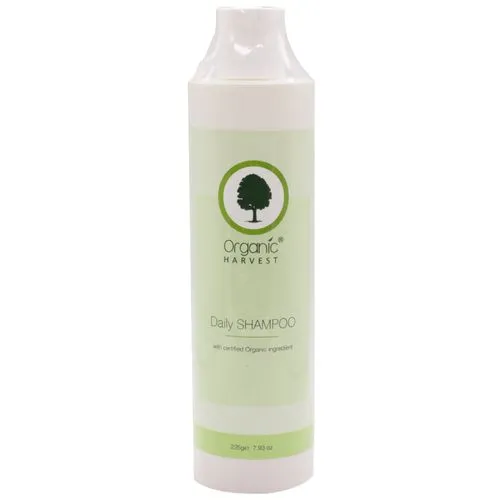 Organic®
HARVEST
Daily SHAMPOO
with certified Organic ingredient
225gm 7.93 oz